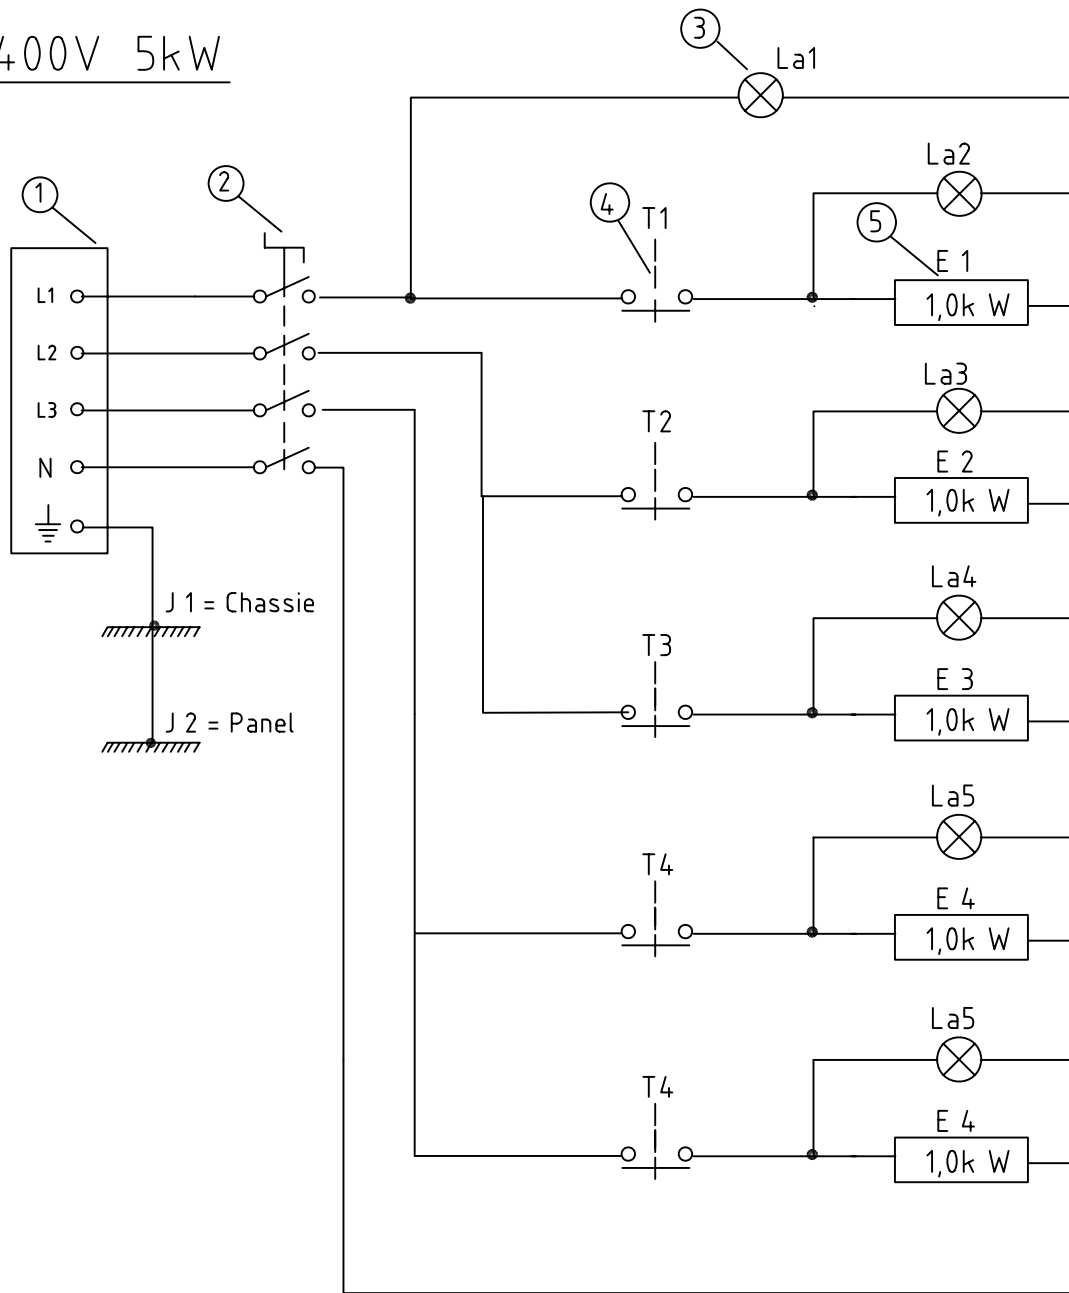 400V 5kW
3
La1
La2
1
2
4
T1
5
E 1
L1
1,0k W
L2
La3
L3
T2
E 2
N
1,0k W
La4
J 1 = Chassie
T3
E 3
J 2 = Panel
1,0k W
La5
T4
E 4
1,0k W
La5
T4
E 4
1,0k W